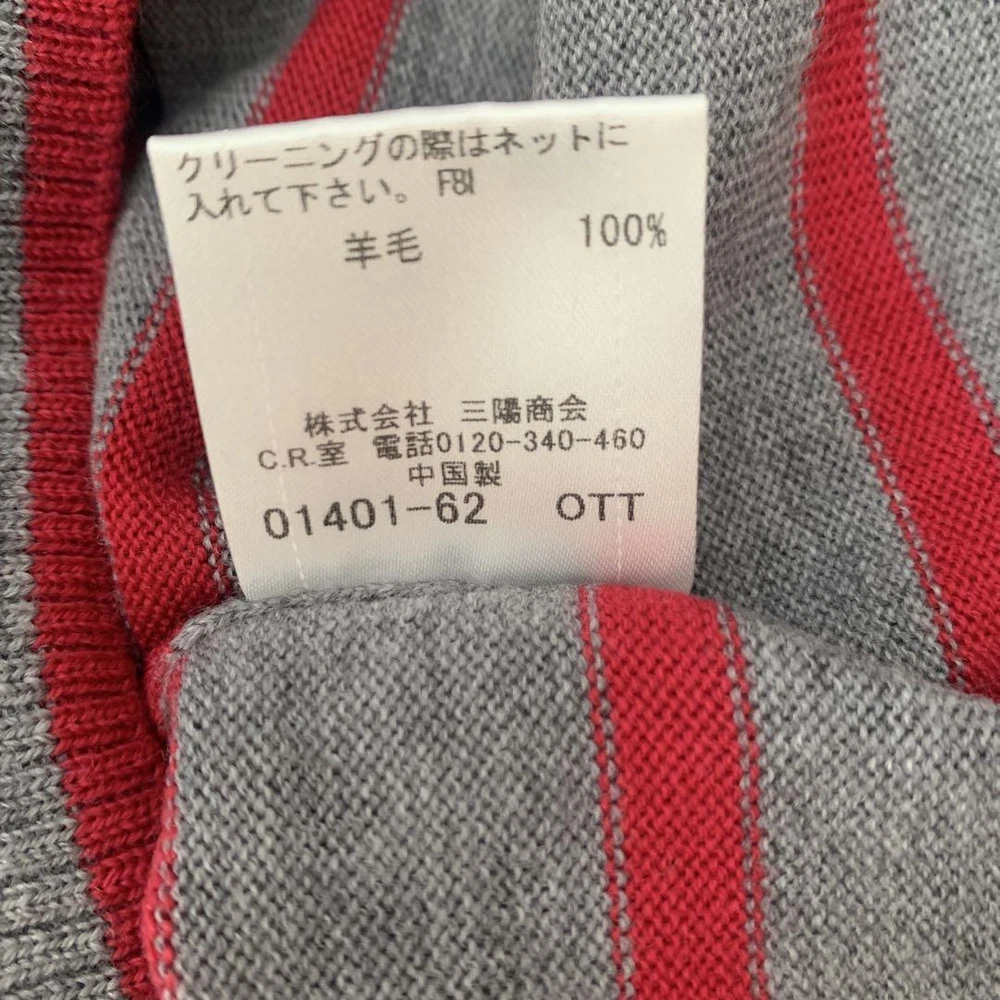 クリーニングの際はネットに
入れて下さい。 F8I
羊毛 100%
株式会社 三陽商会
C.R.室 電話0120-340-460
中国製
01401-62 OTT